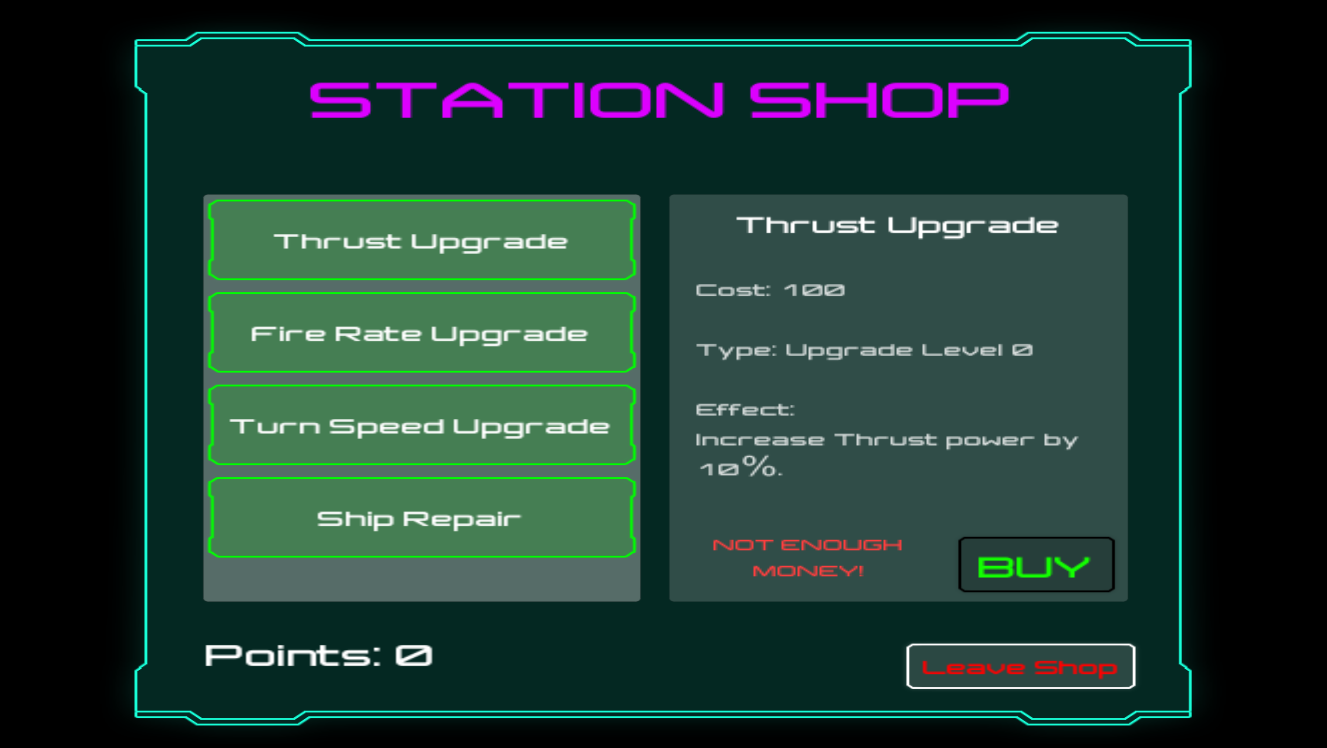 STATION SHOP
Thrust Upgrade
Fire Rate Upgrade
Turn Speed Upgrade
Ship Repair
Thrust Upgrade
Cost: 100
Type: Upgrade Level 0
Effect:
Increase Thrust power by
10%.
NOT ENOUGH
MONEY!
BUY
Points: 0
Leave Shop